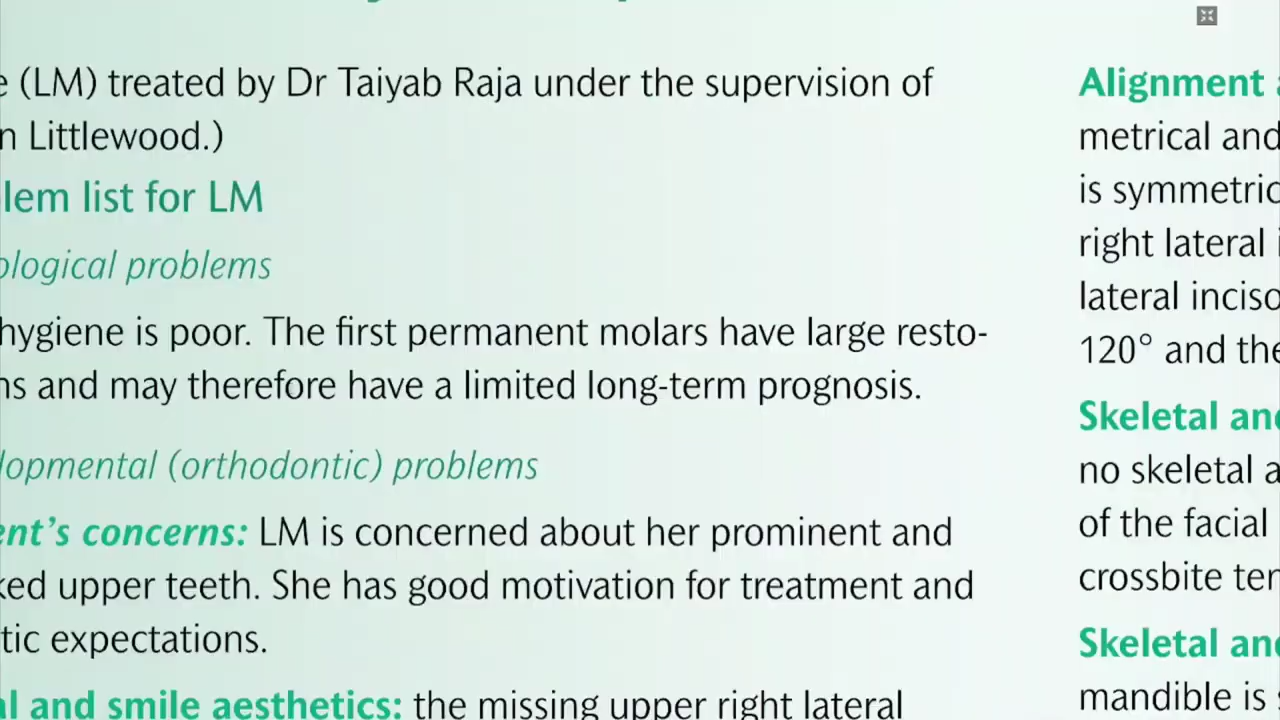 e (LM) treated by Dr Taiyab Raja under the supervision of
n Littlewood.)
lem list for LM
ological problems
hygiene is poor. The first permanent molars have large resto-
ns and may therefore have a limited long-term prognosis.
lopmental (orthodontic) problems
ent's concerns: LM is concerned about her prominent and
ked upper teeth. She has good motivation for treatment and
tic expectations.
al and smile aesthetics: the missing upper right lateral
Alignment a
metrical and
is symmetric
right lateral i
lateral inciso
120° and the
Skeletal and
no skeletal a
of the facial
crossbite ten
Skeletal and
mandible is s